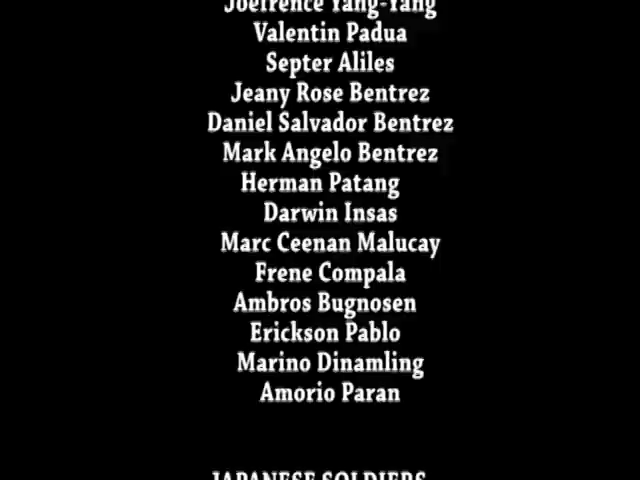 Joefrence Yang-Yang
Valentin Padua
Septer Aliles
Jeany Rose Bentrez
Daniel Salvador Bentrez
Mark Angelo Bentrez
Herman Patang
Darwin Insas
Marc Ceenan Malucay
Frene Compala
Ambros Bugnosen
Erickson Pablo
Marino Dinamling
Amorio Paran
JAPANESE SOLDIERS